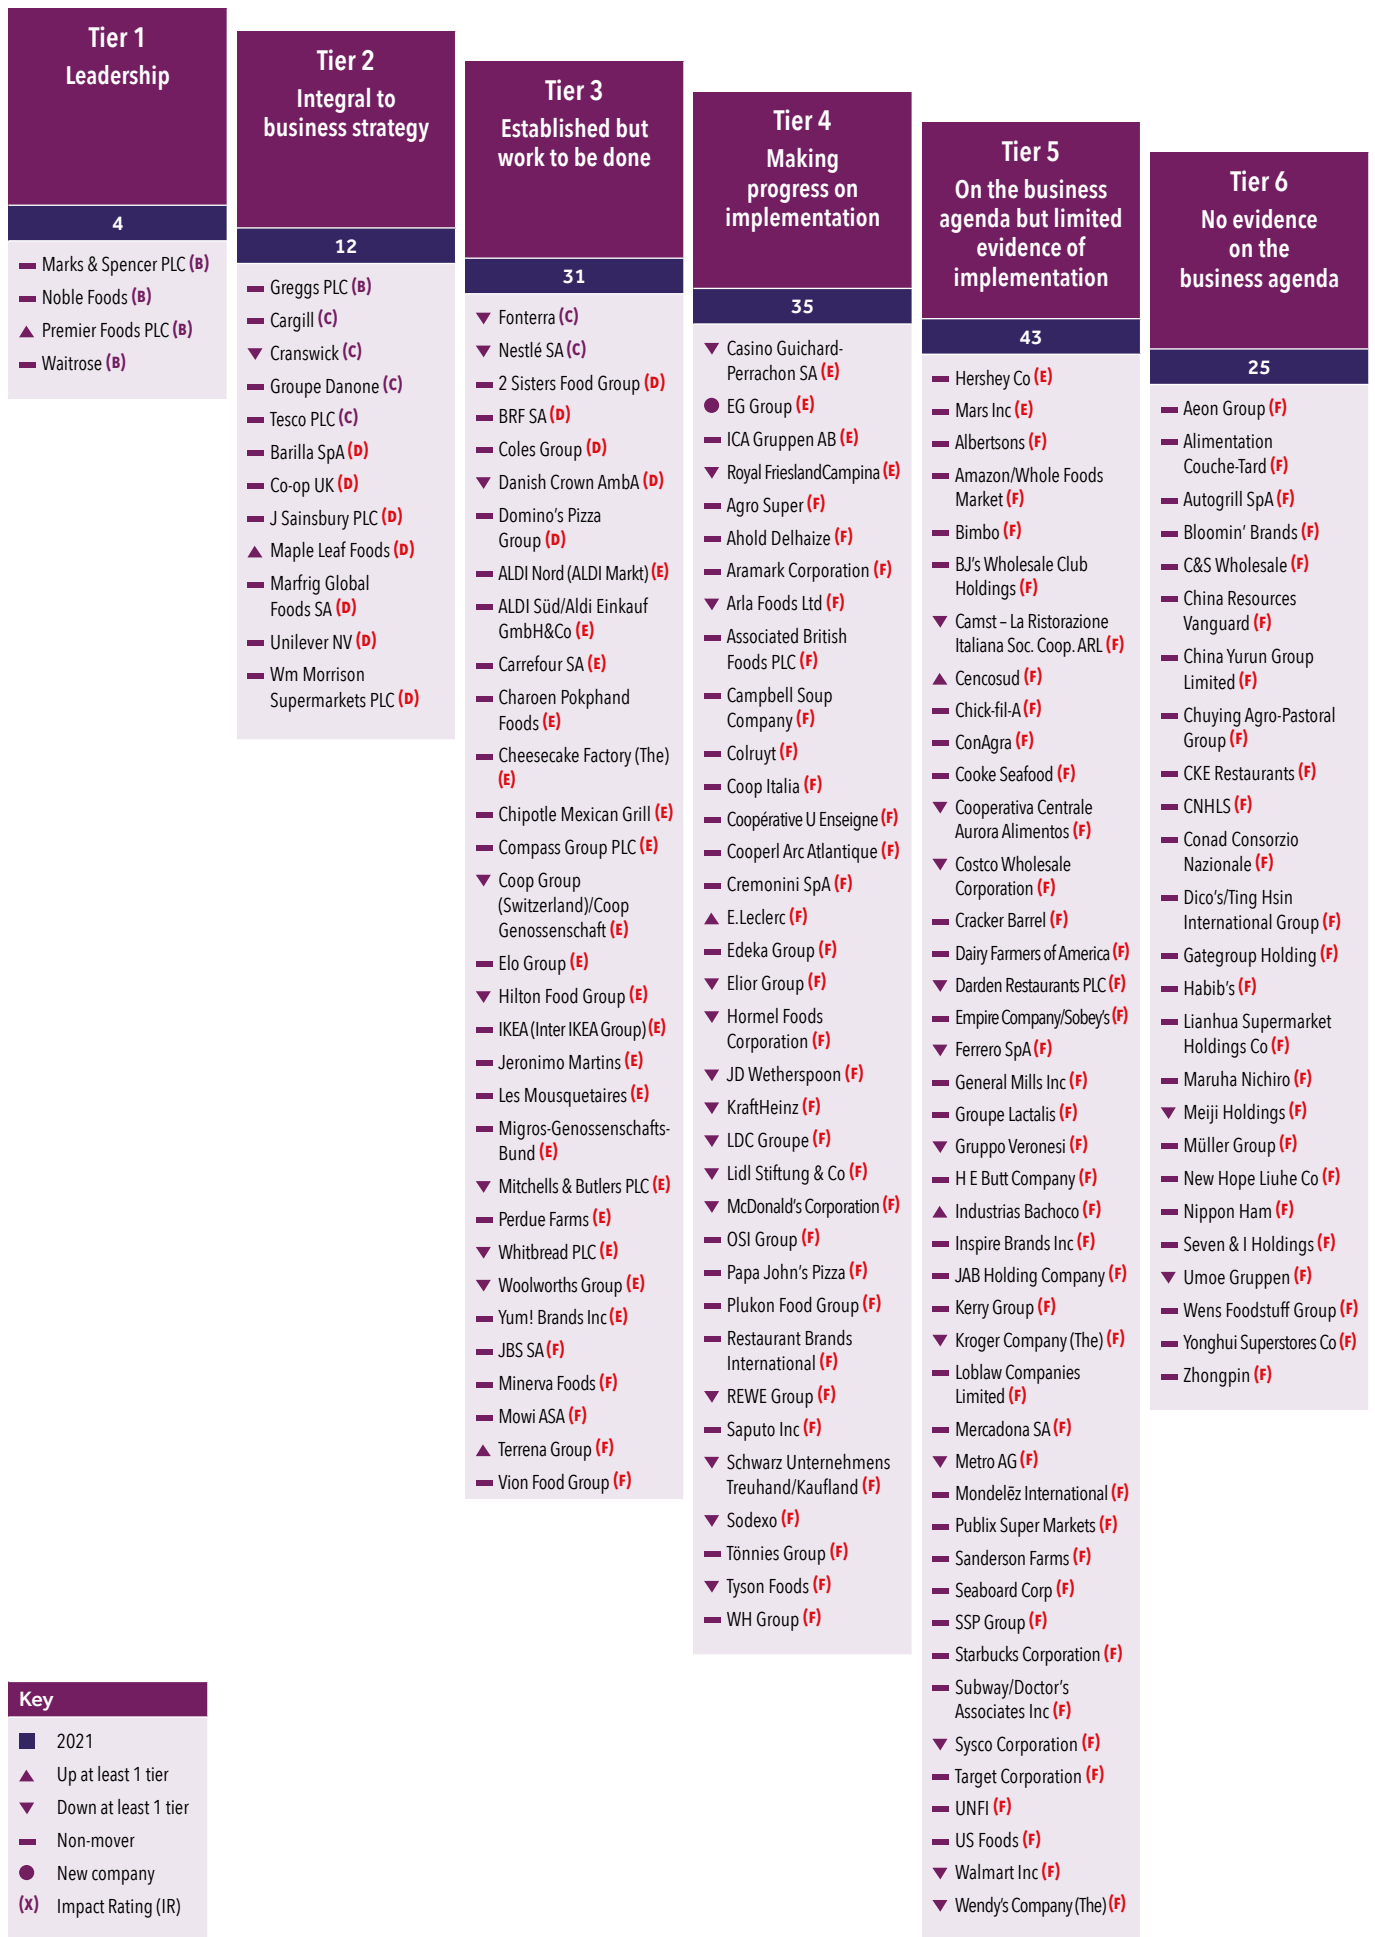 Tier 1
Leadership
4
Marks & Spencer PLC (B)
Noble Foods (B)
Premier Foods PLC (B)
Waitrose (B)
Tier 2
Integral to
business strategy
12
Greggs PLC (B)
Cargill (C)
Cranswick (C)
Groupe Danone (C)
Tesco PLC (C)
Barilla SpA (D)
Co-op UK (D)
J Sainsbury PLC (D)
Maple Leaf Foods (D)
Marfrig Global
Foods SA (D)
Unilever NV (D)
Wm Morrison
Supermarkets PLC (D)
Tier 3
Established but
work to be done
31
Fonterra (C)
Nestlé SA (C)
2 Sisters Food Group (D)
BRF SA (D)
Coles Group (D)
Danish Crown AmbA (D)
Domino's Pizza
Group (D)
ALDI Nord (ALDI Markt) (E)
ALDI Süd/Aldi Einkauf
GmbH&Co (E)
Carrefour SA (E)
Charoen Pokphand
Foods (E)
Cheesecake Factory (The)
(E)
Chipotle Mexican Grill (E)
Compass Group PLC (E)
Coop Group
(Switzerland)/Coop
Genossenschaft (E)
Elo Group (E)
Hilton Food Group (E)
IKEA (Inter IKEA Group) (E)
Jeronimo Martins (E)
Les Mousquetaires (E)
Migros-Genossenschafts-
Bund (E)
Mitchells & Butlers PLC (E)
Perdue Farms (E)
Whitbread PLC (E)
Woolworths Group (E)
Yum! Brands Inc (E)
JBS SA (F)
Minerva Foods (F)
Mowi ASA (F)
Terrena Group (F)
Vion Food Group (F)
Tier 4
Making
progress on
implementation
35
Casino Guichard-
Perrachon SA (E)
EG Group (E)
ICA Gruppen AB (E)
Royal FrieslandCampina (E)
Agro Super (F)
Ahold Delhaize (F)
Aramark Corporation (F)
Arla Foods Ltd (F)
Associated British
Foods PLC (F)
Campbell Soup
Company (F)
Colruyt (F)
Coop Italia (F)
Coopérative U Enseigne (F)
Cooperl Arc Atlantique (F)
Cremonini SpA (F)
E.Leclerc (F)
Edeka Group (F)
Elior Group (F)
Hormel Foods
Corporation (F)
JD Wetherspoon (F)
KraftHeinz (F)
LDC Groupe (F)
Lidl Stiftung & Co (F)
McDonald's Corporation (F)
OSI Group (F)
Papa John's Pizza (F)
Plukon Food Group (F)
Restaurant Brands
International (F)
REWE Group (F)
Saputo Inc (F)
Schwarz Unternehmens
Treuhand/Kaufland (F)
Sodexo (F)
Tönnies Group (F)
Tyson Foods (F)
WH Group (F)
Tier 5
On the business
agenda but limited
evidence of
implementation
43
Hershey Co (E)
Mars Inc (E)
Albertsons (F)
Amazon/Whole Foods
Market (F)
Bimbo (F)
BJ's Wholesale Club
Holdings (F)
Camst – La Ristorazione
Italiana Soc. Coop. ARL (F)
Cencosud (F)
Chick-fil-A (F)
ConAgra (F)
Cooke Seafood (F)
Cooperativa Centrale
Aurora Alimentos (F)
Costco Wholesale
Corporation (F)
Cracker Barrel (F)
Dairy Farmers of America (F)
Darden Restaurants PLC (F)
Empire Company/Sobey's (F)
Ferrero SpA (F)
General Mills Inc (F)
Groupe Lactalis (F)
Gruppo Veronesi (F)
H E Butt Company (F)
Industrias Bachoco (F)
Inspire Brands Inc (F)
JAB Holding Company (F)
Kerry Group (F)
Kroger Company (The) (F)
Loblaw Companies
Limited (F)
Mercadona SA (F)
Metro AG (F)
Mondelēz International (F)
Publix Super Markets (F)
Sanderson Farms (F)
Seaboard Corp (F)
SSP Group (F)
Starbucks Corporation (F)
Subway/Doctor's
Associates Inc (F)
Sysco Corporation (F)
Target Corporation (F)
UNFI (F)
US Foods (F)
Walmart Inc (F)
Wendy's Company (The) (F)
Tier 6
No evidence
on the
business agenda
25
Aeon Group (F)
Alimentation
Couche-Tard (F)
Autogrill SpA (F)
Bloomin' Brands (F)
C&S Wholesale (F)
China Resources
Vanguard (F)
China Yurun Group
Limited (F)
Chuying Agro-Pastoral
Group (F)
CKE Restaurants (F)
CNHLS (F)
Conad Consorzio
Nazionale (F)
Dico's/Ting Hsin
International Group (F)
Gategroup Holding (F)
Habib's (F)
Lianhua Supermarket
Holdings Co (F)
Maruha Nichiro (F)
Meiji Holdings (F)
Müller Group (F)
New Hope Liuhe Co (F)
Nippon Ham (F)
Seven & I Holdings (F)
Umoe Gruppen (F)
Wens Foodstuff Group (F)
Yonghui Superstores Co (F)
Zhongpin (F)
Key
2021
Up at least 1 tier
Down at least 1 tier
Non-mover
New company
(X) Impact Rating (IR)